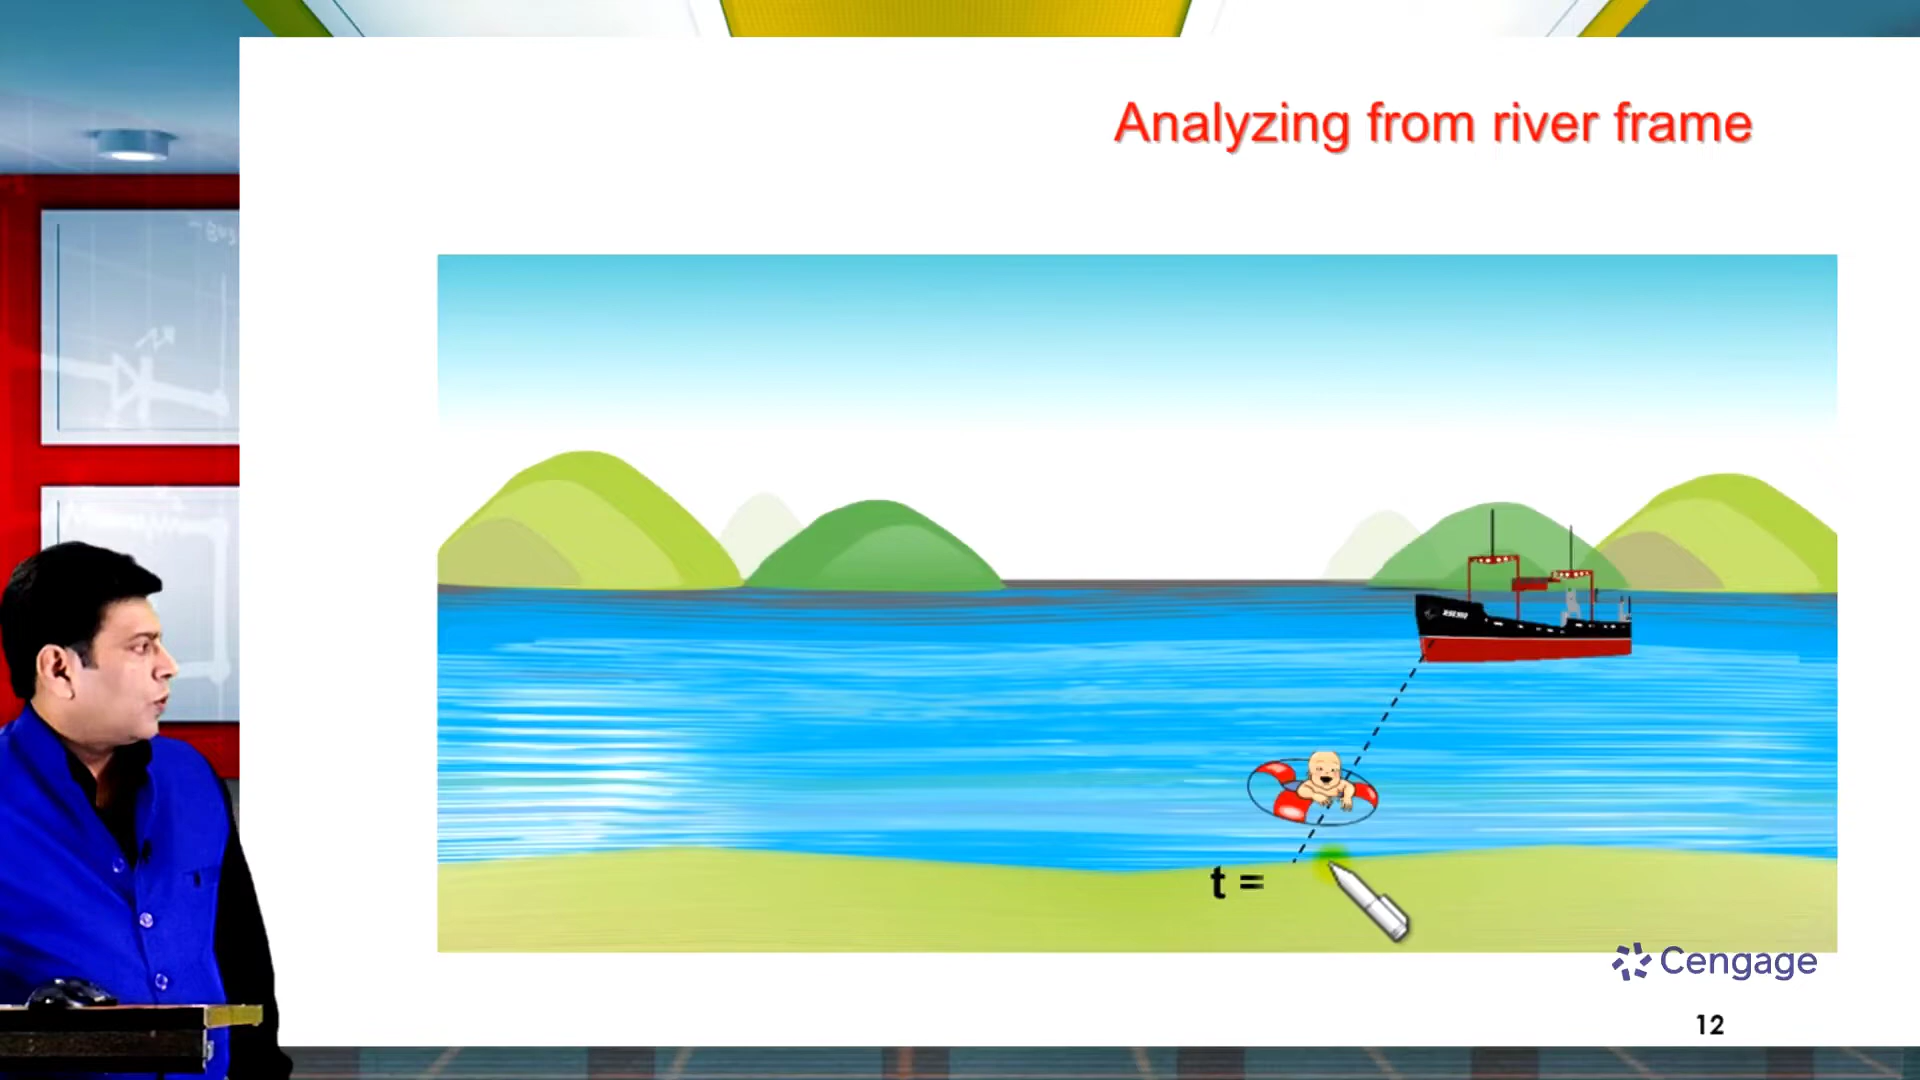 Analyzing from river frame
t =
Cengage
12